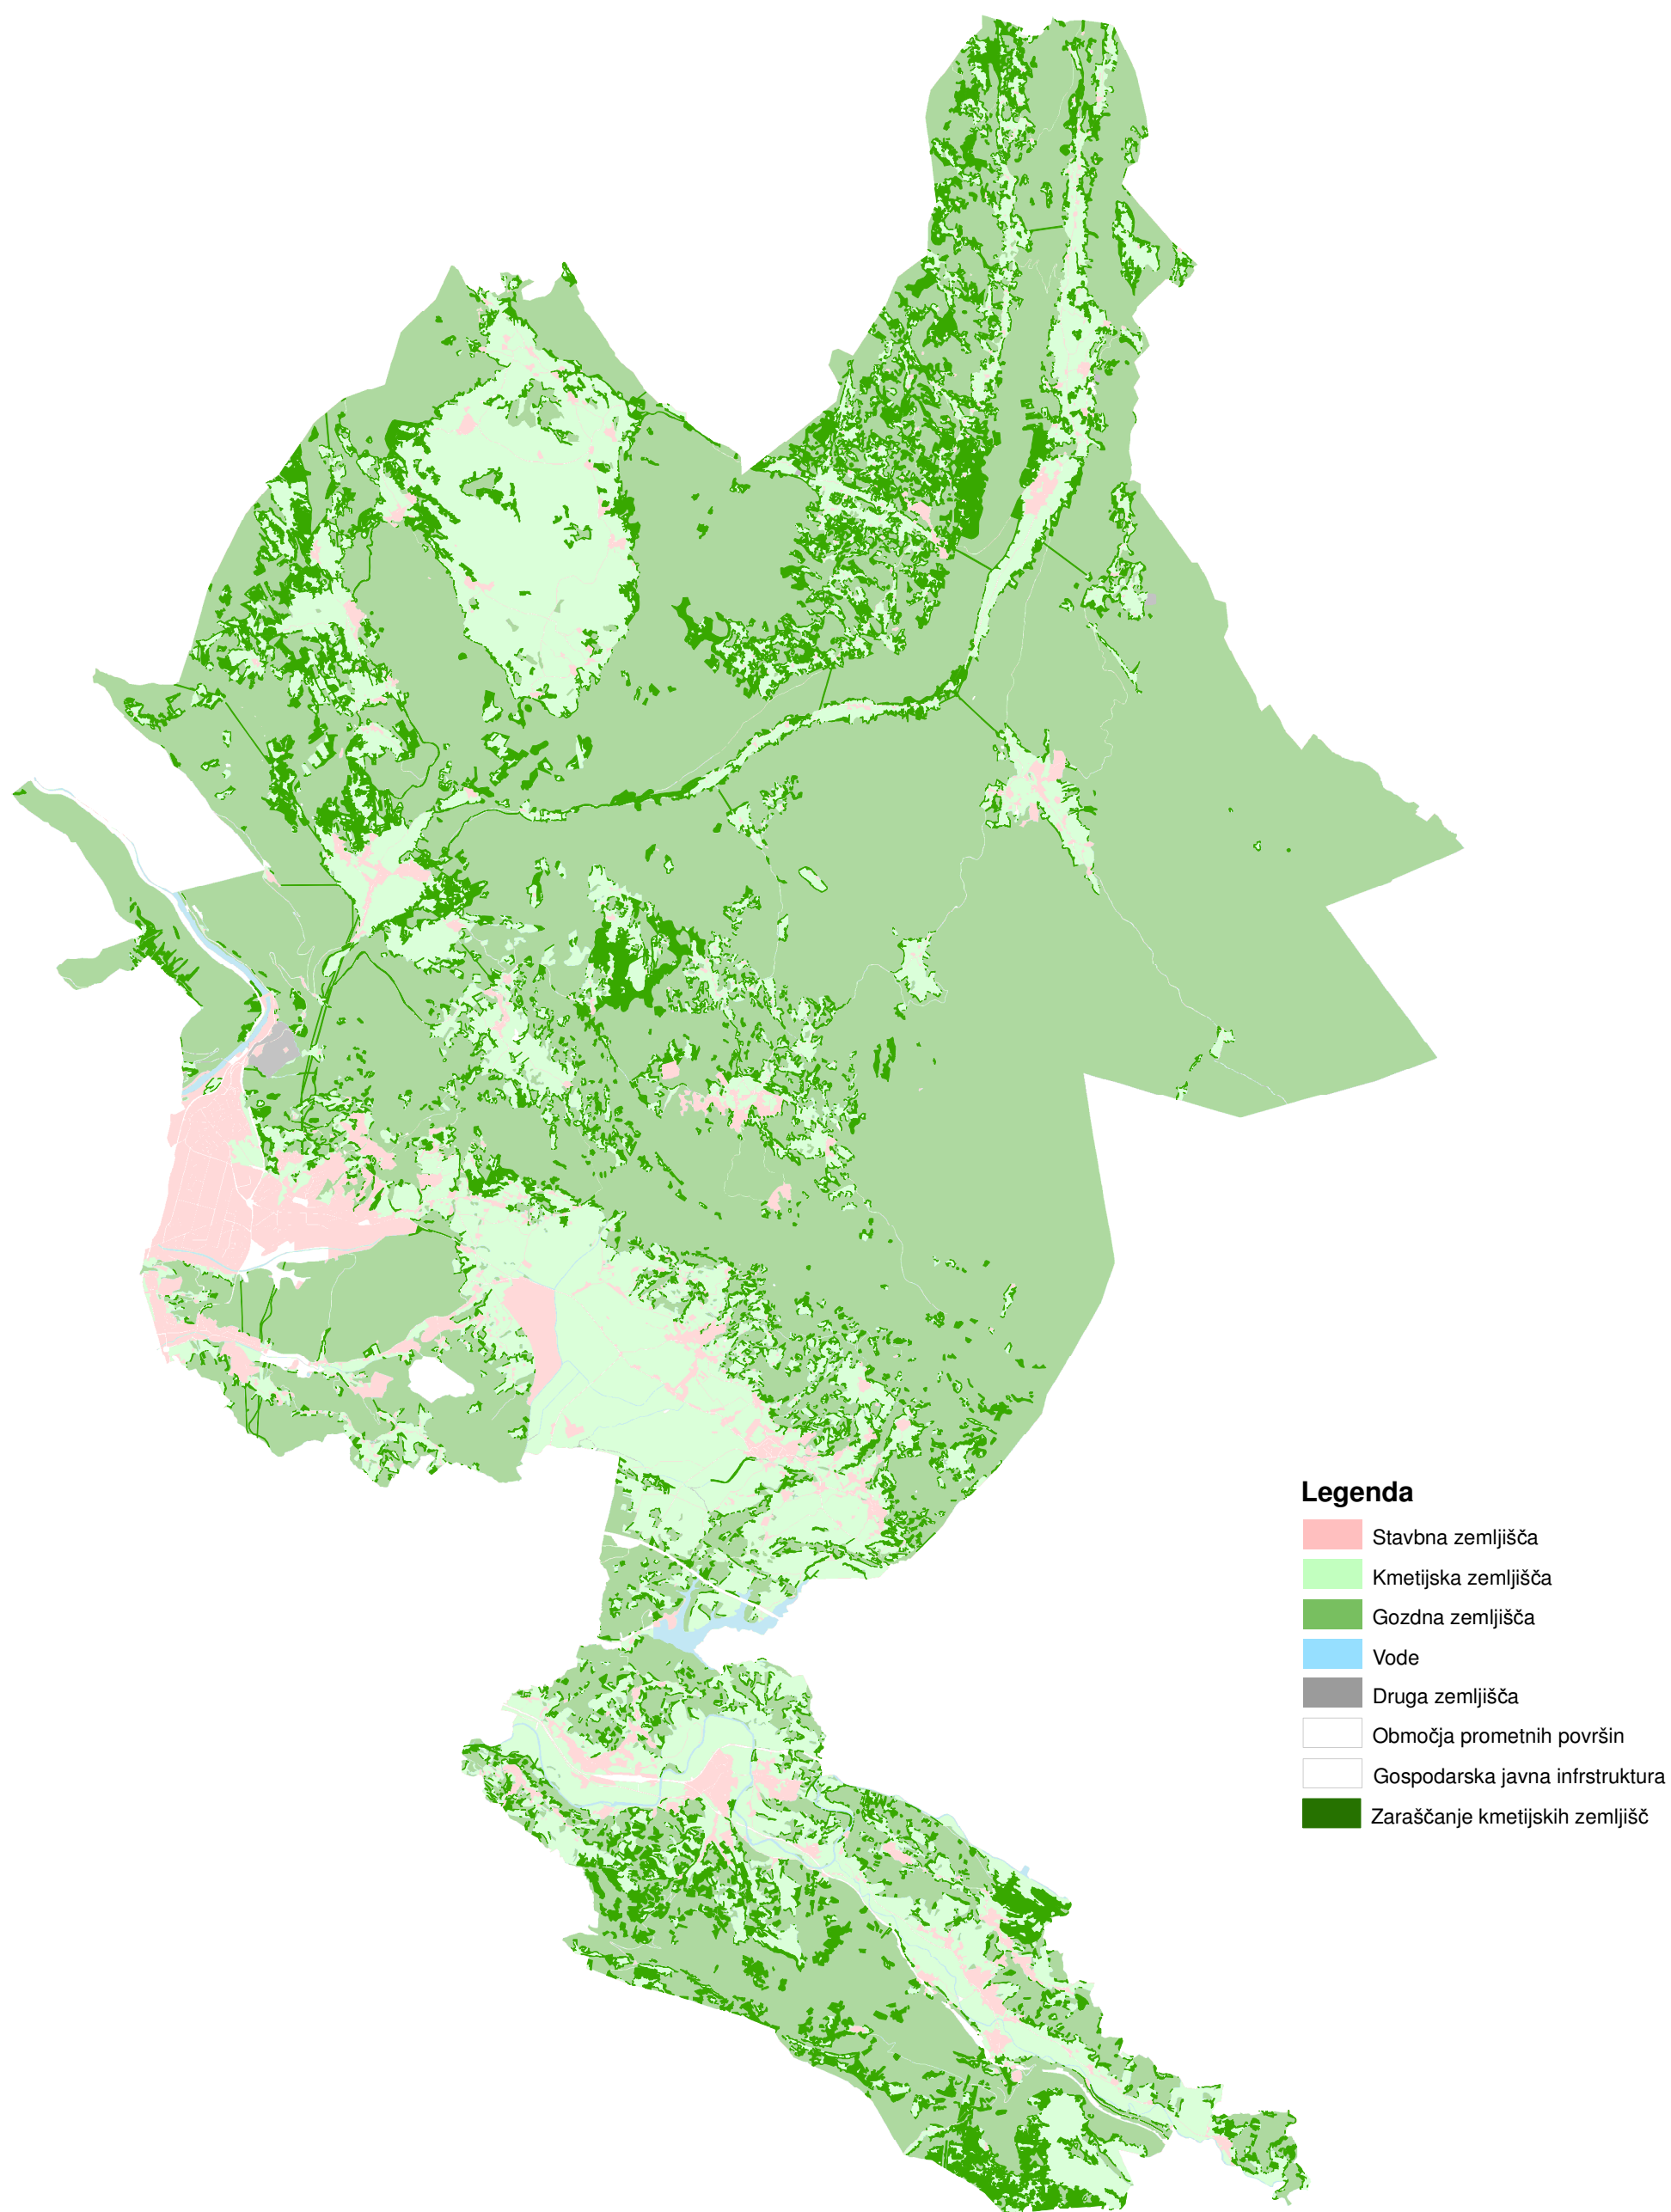 Legenda
Stavbna zemljišča
Kmetijska zemljišča
Gozdna zemljišča
Vode
Druga zemljišča
Območja prometnih površin
Gospodarska javna infrstruktura
Zaraščanje kmetijskih zemljišč